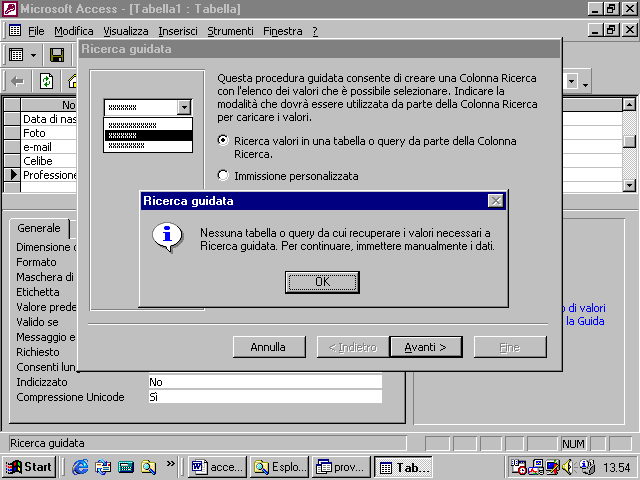 Microsoft Access - [Tabella1 : Tabella]
File Modifica Visualizza Inserisci Strumenti Finestra ?
Ricerca guidata
Questa procedura guidata consente di creare una Colonna Ricerca
con l'elenco dei valori che è possibile selezionare. Indicare la
modalità che dovrà essere utilizzata da parte della Colonna Ricerca
per caricare i valori.
xxxxxxx
xxxxxxxxxxxx
xxxxxxx
xxxxxxxxx
Ricerca valori in una tabella o query da parte della Colonna
Ricerca.
Immissione personalizzata
No
Data di nas
Foto
e-mail
Celibe
Professione
Ricerca guidata
Nessuna tabella o query da cui recuperare i valori necessari a
Ricerca guidata. Per continuare, immettere manualmente i dati.
OK
Generale
Dimensione c
Formato
Maschera di
Etichetta
Valore prede
Valido se
Messaggio e
Richiesto
Consenti lun
Indicizzato No
Compressione Unicode Sì
o di valori
la Guida
Annulla < Indietro Avanti > Fine
Ricerca guidata NUM
Start » acce... Esplo... prov... Tab... 13.54